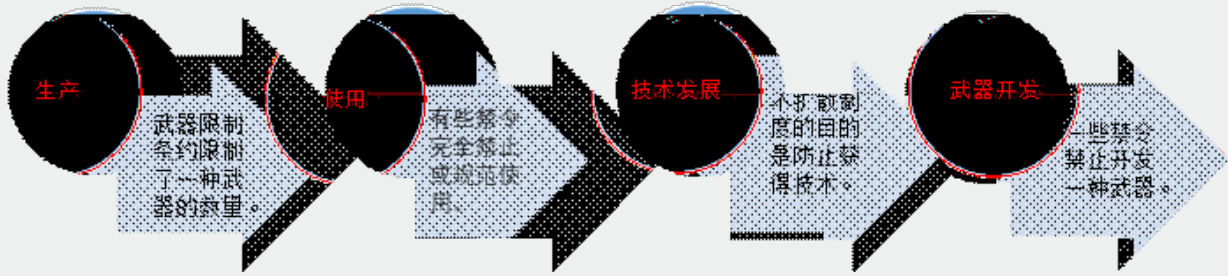 生产
武器限制
条约限制
了一种武
器的数量。
使用
有些禁令
完全禁止
或规范使
用、
技术发展
不扩散制
度的目的
是防止获
得技术。
武器开发
一些禁令
禁止开发
一种武器。